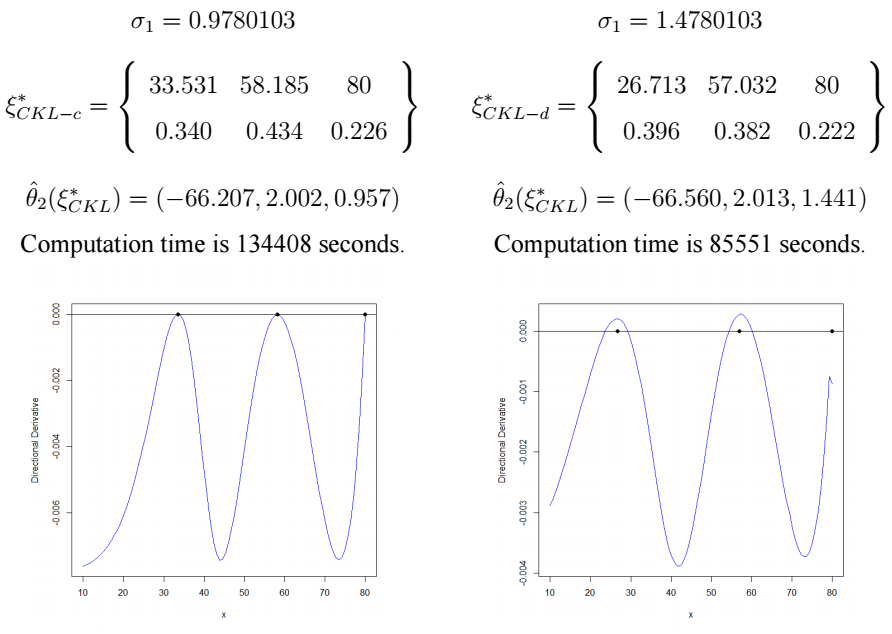 σ₁ = 0.9780103
ξ*_{CKL−c} = { 33.531 58.185 80
0.340 0.434 0.226 }
θ̂₂(ξ*_{CKL}) = (−66.207, 2.002, 0.957)
Computation time is 134408 seconds.
0.000
-0.002
-0.004
-0.006
Directional Derivative
10 20 30 40 50 60 70 80
x
σ₁ = 1.4780103
ξ*_{CKL−d} = { 26.713 57.032 80
0.396 0.382 0.222 }
θ̂₂(ξ*_{CKL}) = (−66.560, 2.013, 1.441)
Computation time is 85551 seconds.
0.000
-0.001
-0.002
-0.003
-0.004
Directional Derivative
10 20 30 40 50 60 70 80
x